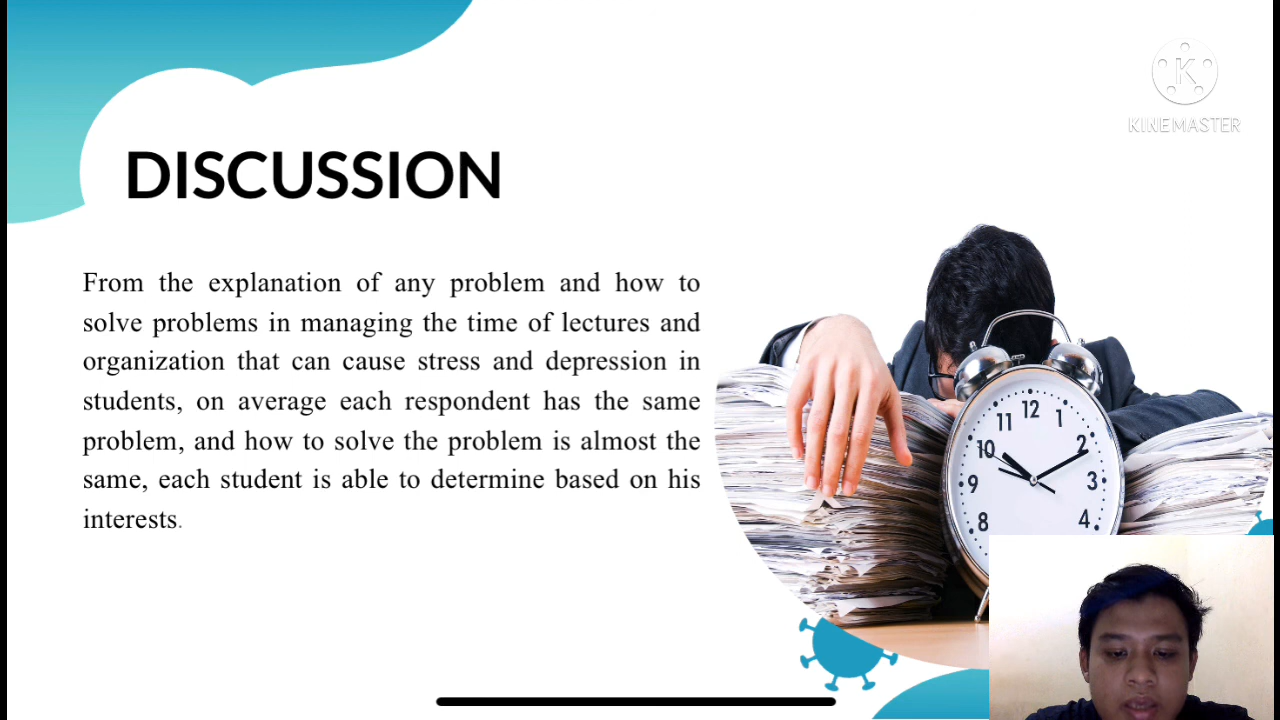 KINEMASTER
DISCUSSION
From the explanation of any problem and how to
solve problems in managing the time of lectures and
organization that can cause stress and depression in
students, on average each respondent has the same
problem, and how to solve the problem is almost the
same, each student is able to determine based on his
interests.
12
11
1
10
2
9
3
8
4